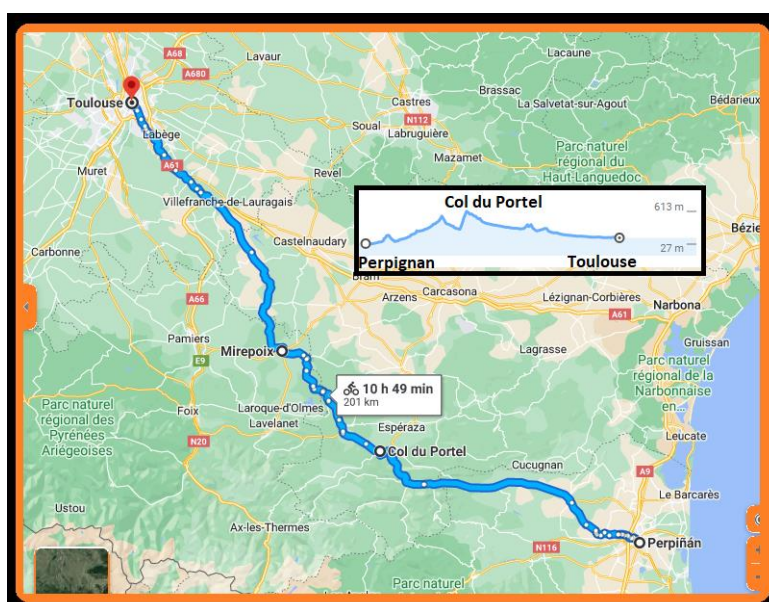 A68
Lavaur
Lacaune
A680
Toulouse
Castres
Brassac
La Salvetat-sur-Agout
Bédarieux
N112
Soual
Labruguière
Labège
Mazamet
Parc naturel
régional du
Haut-Languedoc
Muret
A61
Revel
Villefranche-de-Lauragais
Col du Portel
613 m
27 m
Perpignan
Toulouse
Bézie
Castelnaudary
Carbonne
Bram
Arzens
Carcasona
Lézignan-Corbières
Narbona
A66
A61
Gruissan
Pamiers
Mirepoix
Lagrasse
E9
Parc naturel
régional de la
Narbonnaise
en...
10 h 49 min
201 km
Parc naturel
régional des
Pyrénées
Ariégeoises
Foix
Laroque-d'Olmes
Lavelanet
Espéraza
Leucate
N20
Col du Portel
Cucugnan
A9
Le Barcarès
Ustou
Ax-les-Thermes
N116
Perpiñán
Parc naturel